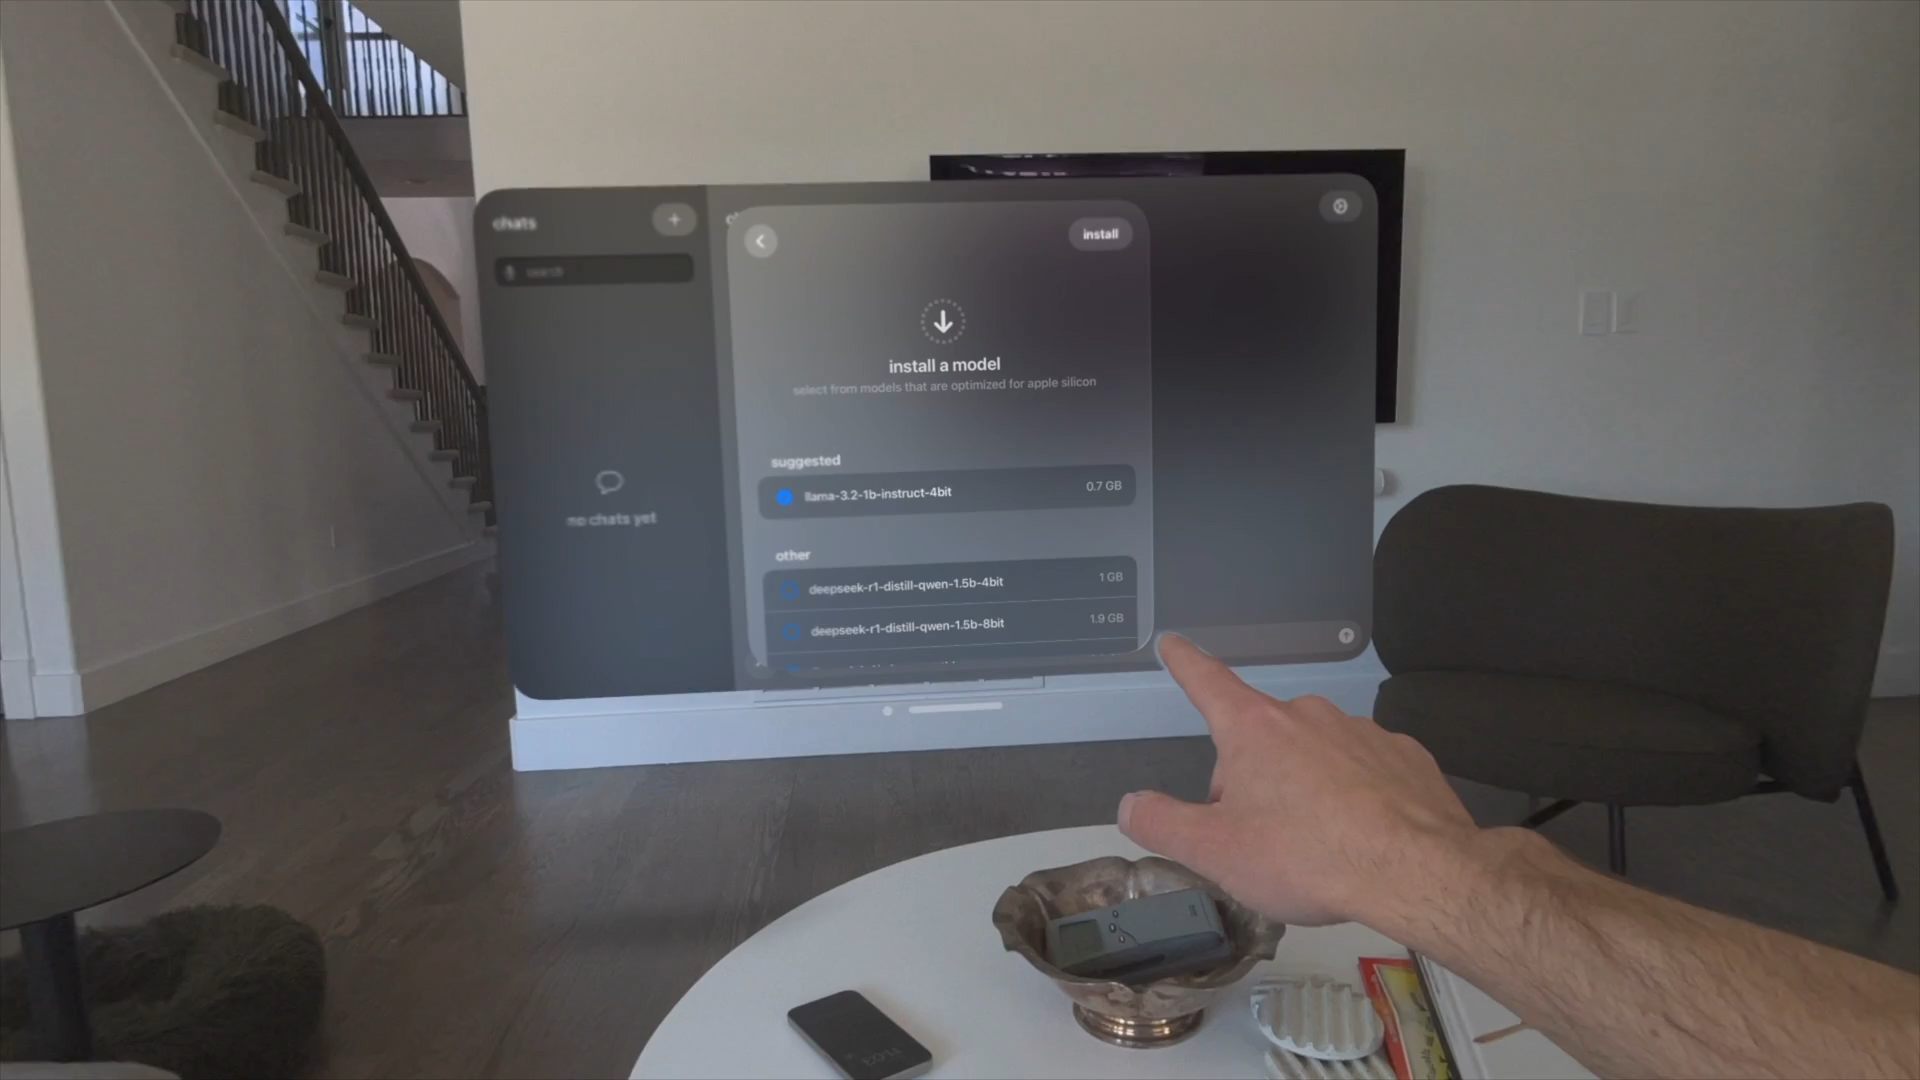 chats
+
search
no chats yet
install
install a model
select from models that are optimized for apple silicon
suggested
llama-3.2-1b-instruct-4bit
0.7 GB
other
deepseek-r1-distill-qwen-1.5b-4bit
1 GB
deepseek-r1-distill-qwen-1.5b-8bit
1.9 GB